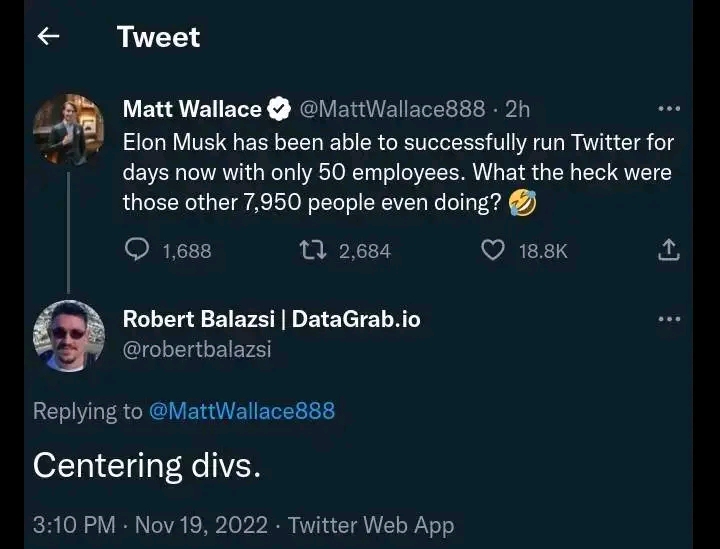 Tweet
Matt Wallace @MattWallace888 · 2h
Elon Musk has been able to successfully run Twitter for
days now with only 50 employees. What the heck were
those other 7,950 people even doing? 🤣
1,688 2,684 18.8K
Robert Balazsi | DataGrab.io
@robertbalazsi
Replying to @MattWallace888
Centering divs.
3:10 PM · Nov 19, 2022 · Twitter Web App